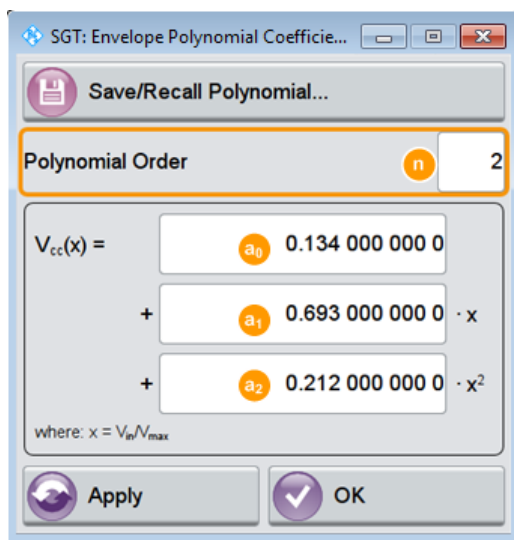 SGT: Envelope Polynomial Coefficie...
Save/Recall Polynomial...
Polynomial Order n 2
Vcc(x) = a0 0.134 000 000 0
+ a1 0.693 000 000 0 · x
+ a2 0.212 000 000 0 · x²
where: x = Vin/Vmax
Apply OK